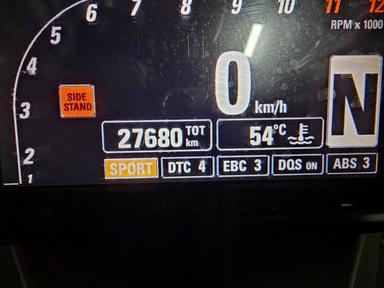 6 7 8 9 10 11 12
5
RPM x 1000
4
0 km/h
N
SIDE STAND
3
27680 TOT km
54 °C
2
SPORT DTC 4 EBC 3 DQS ON ABS 3
1